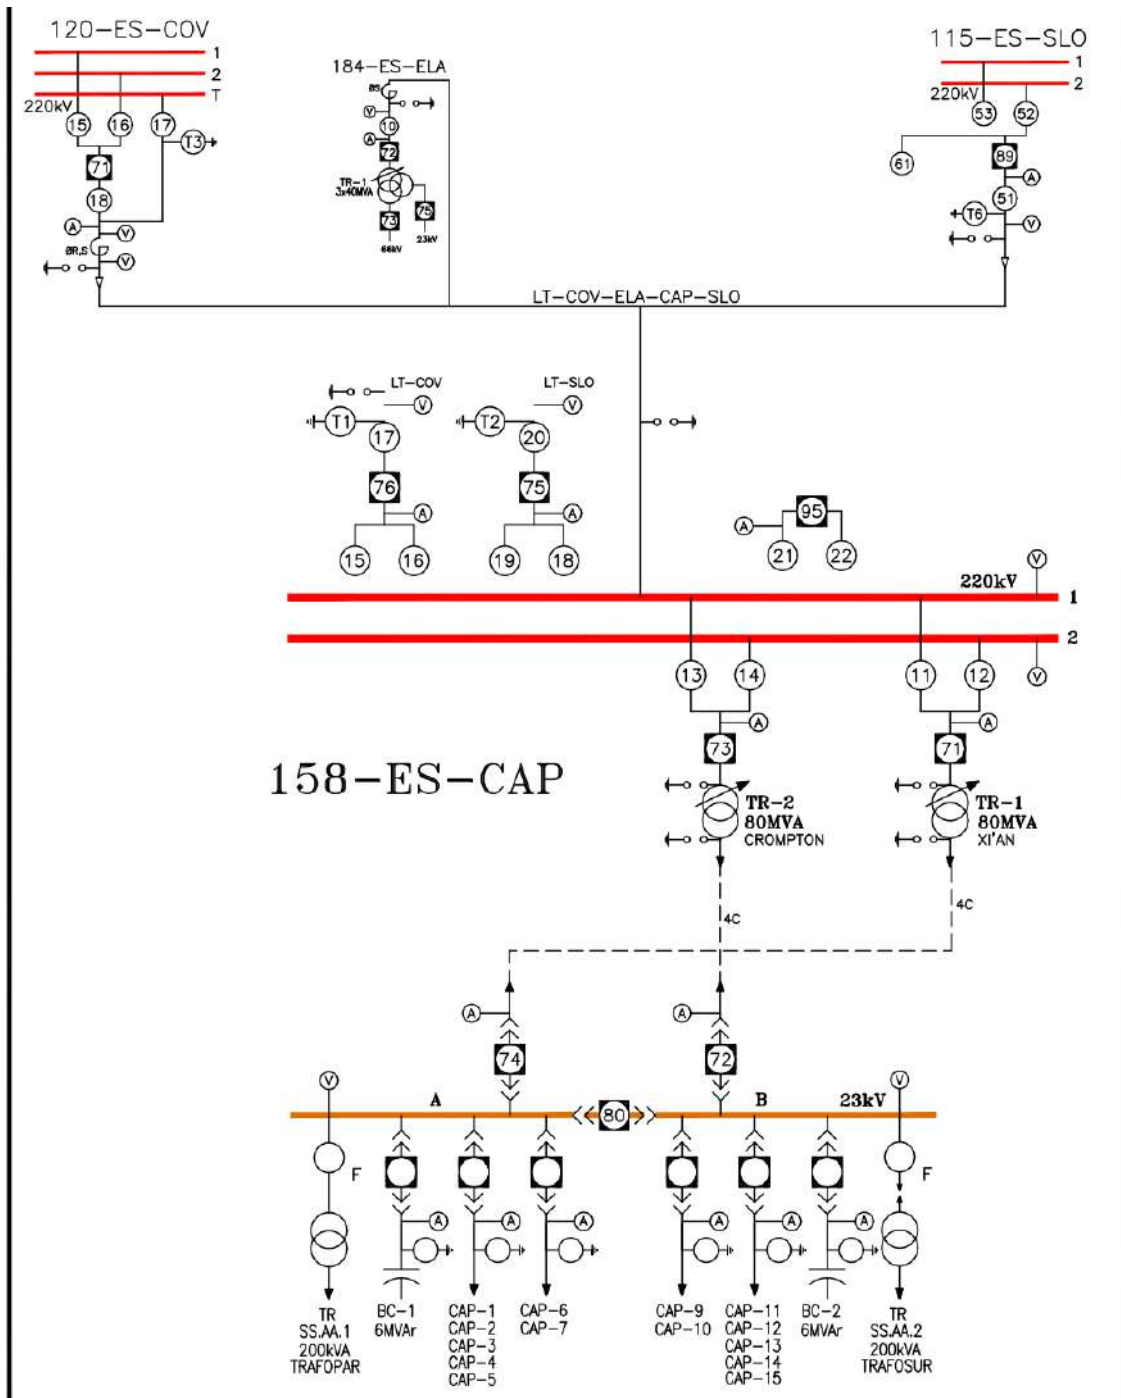 120-ES-COV
1
2
T
220kV
15
16
17
T3
71
18
A
V
ØR,S
V
184-ES-ELA
ØS
V
10
A
72
TR-1
3x40MVA
73
75
66kV
23kV
115-ES-SLO
1
2
220kV
53
52
61
89
A
51
T6
V
LT-COV-ELA-CAP-SLO
LT-COV
V
T1
17
76
A
15
16
LT-SLO
V
T2
20
75
A
19
18
95
A
21
22
V
220kV
1
2
V
13
14
11
12
A
A
73
71
158-ES-CAP
TR-2
80MVA
CROMPTON
TR-1
80MVA
XI'AN
4C
4C
A
A
74
72
V
V
A
80
B
23kV
F
F
A
A
A
A
A
A
TR
SS.AA.1
200kVA
TRAFOPAR
BC-1
6MVAr
CAP-1
CAP-2
CAP-3
CAP-4
CAP-5
CAP-6
CAP-7
CAP-9
CAP-10
CAP-11
CAP-12
CAP-13
CAP-14
CAP-15
BC-2
6MVAr
TR
SS.AA.2
200kVA
TRAFOSUR